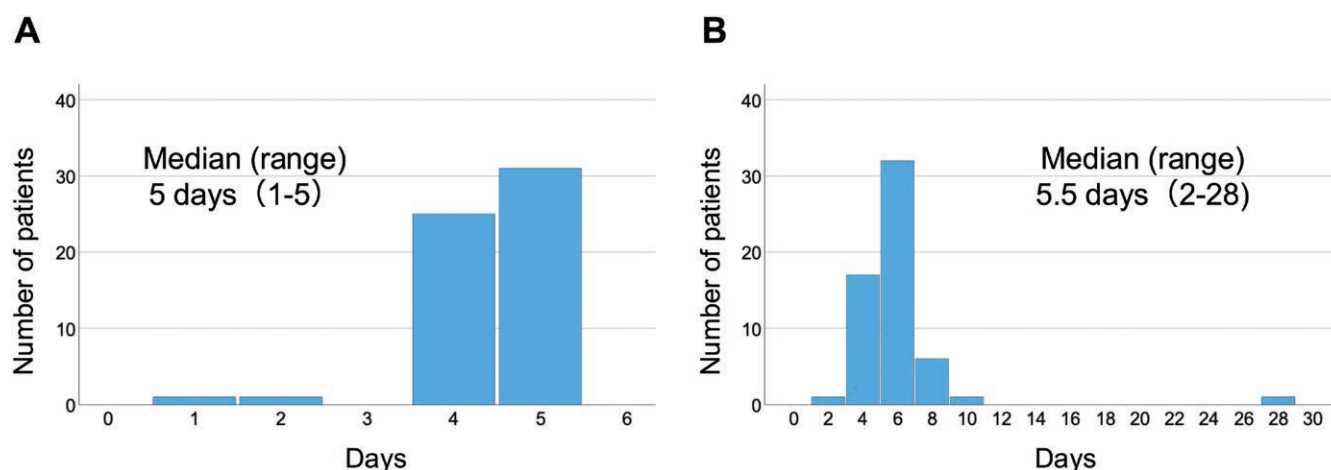 A
B
Number of patients
40
30
20
10
0
Median (range)
5 days（1-5）
0 1 2 3 4 5 6
Days
Number of patients
40
30
20
10
0
Median (range)
5.5 days（2-28)
0 2 4 6 8 10 12 14 16 18 20 22 24 26 28 30
Days